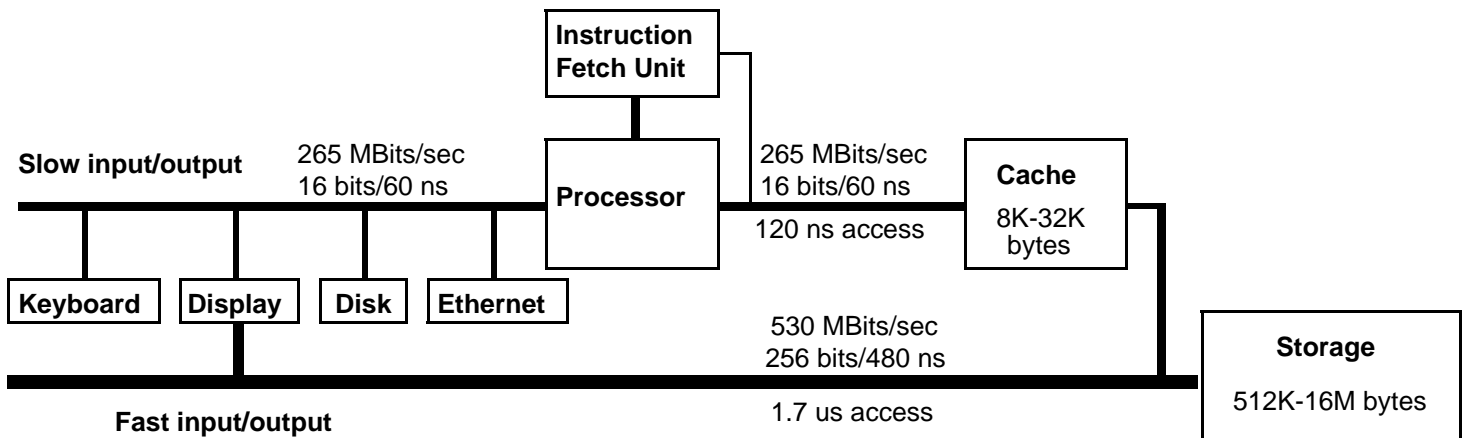 Instruction
Fetch Unit
Slow input/output
265 MBits/sec
16 bits/60 ns
Processor
265 MBits/sec
16 bits/60 ns
120 ns access
Cache
8K-32K
bytes
Keyboard
Display
Disk
Ethernet
530 MBits/sec
256 bits/480 ns
1.7 us access
Storage
512K-16M bytes
Fast input/output